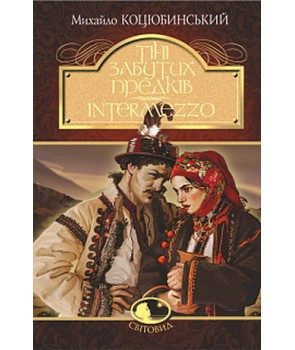 Михайло КОЦЮБИНСЬКИЙ
ТІНІ
ЗАБУТИХ
ПРЕДКІВ
INTERMEZZO
СВІТОВИД